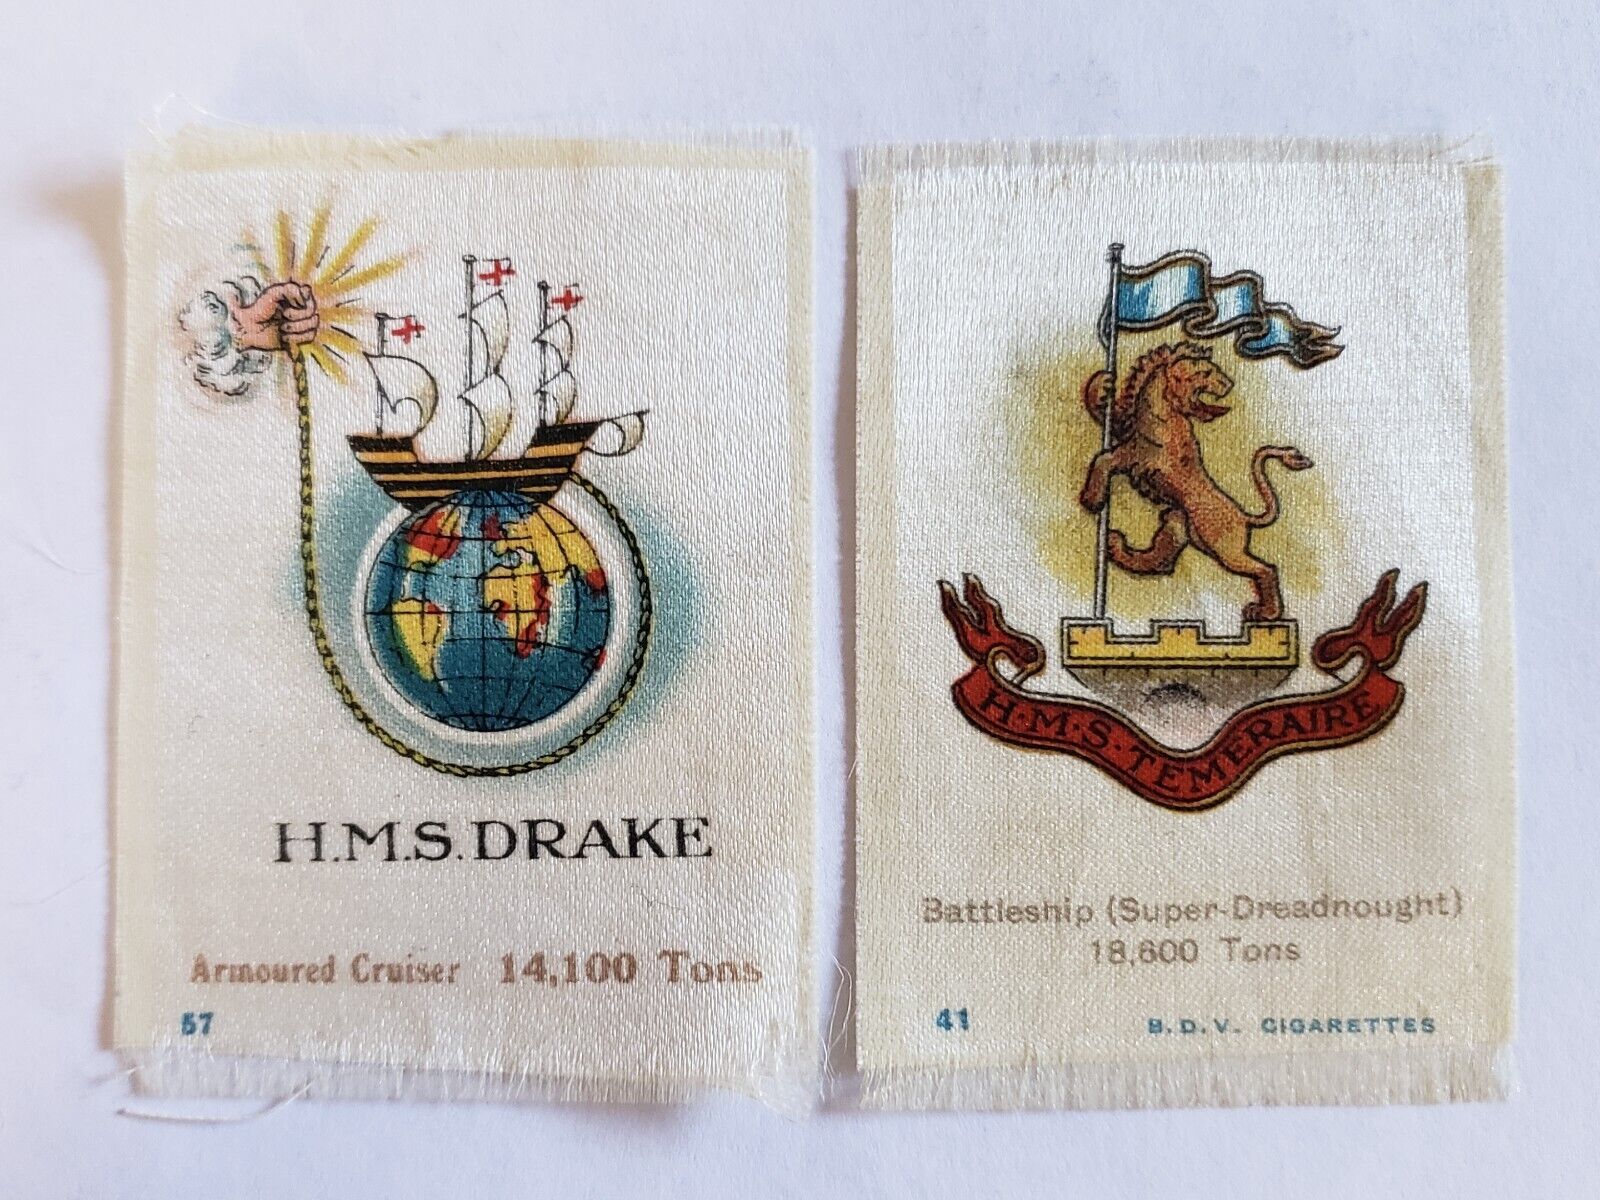 H.M.S. DRAKE
Armoured Cruiser 14,100 Tons
57
H·M·S·TEMERAIRE
Battleship (Super-Dreadnought)
18,600 Tons
41 B.D.V. CIGARETTES